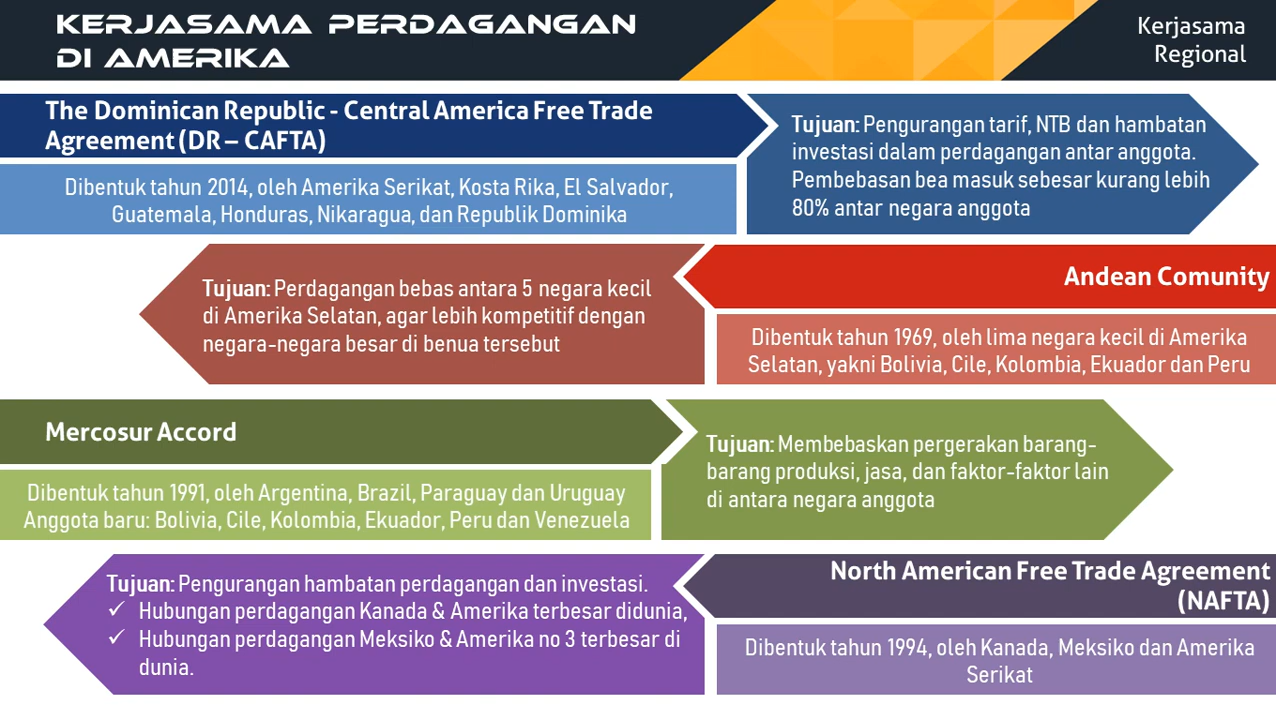 KERJASAMA PERDAGANGAN
DI AMERIKA
Kerjasama
Regional
The Dominican Republic - Central America Free Trade
Agreement (DR – CAFTA)
Dibentuk tahun 2014, oleh Amerika Serikat, Kosta Rika, El Salvador,
Guatemala, Honduras, Nikaragua, dan Republik Dominika
Tujuan: Pengurangan tarif, NTB dan hambatan
investasi dalam perdagangan antar anggota.
Pembebasan bea masuk sebesar kurang lebih
80% antar negara anggota
Andean Comunity
Dibentuk tahun 1969, oleh lima negara kecil di Amerika
Selatan, yakni Bolivia, Cile, Kolombia, Ekuador dan Peru
Tujuan: Perdagangan bebas antara 5 negara kecil
di Amerika Selatan, agar lebih kompetitif dengan
negara-negara besar di benua tersebut
Mercosur Accord
Dibentuk tahun 1991, oleh Argentina, Brazil, Paraguay dan Uruguay
Anggota baru: Bolivia, Cile, Kolombia, Ekuador, Peru dan Venezuela
Tujuan: Membebaskan pergerakan barang-
barang produksi, jasa, dan faktor-faktor lain
di antara negara anggota
North American Free Trade Agreement
(NAFTA)
Dibentuk tahun 1994, oleh Kanada, Meksiko dan Amerika
Serikat
Tujuan: Pengurangan hambatan perdagangan dan investasi.
✓ Hubungan perdagangan Kanada & Amerika terbesar didunia,
✓ Hubungan perdagangan Meksiko & Amerika no 3 terbesar di
dunia.